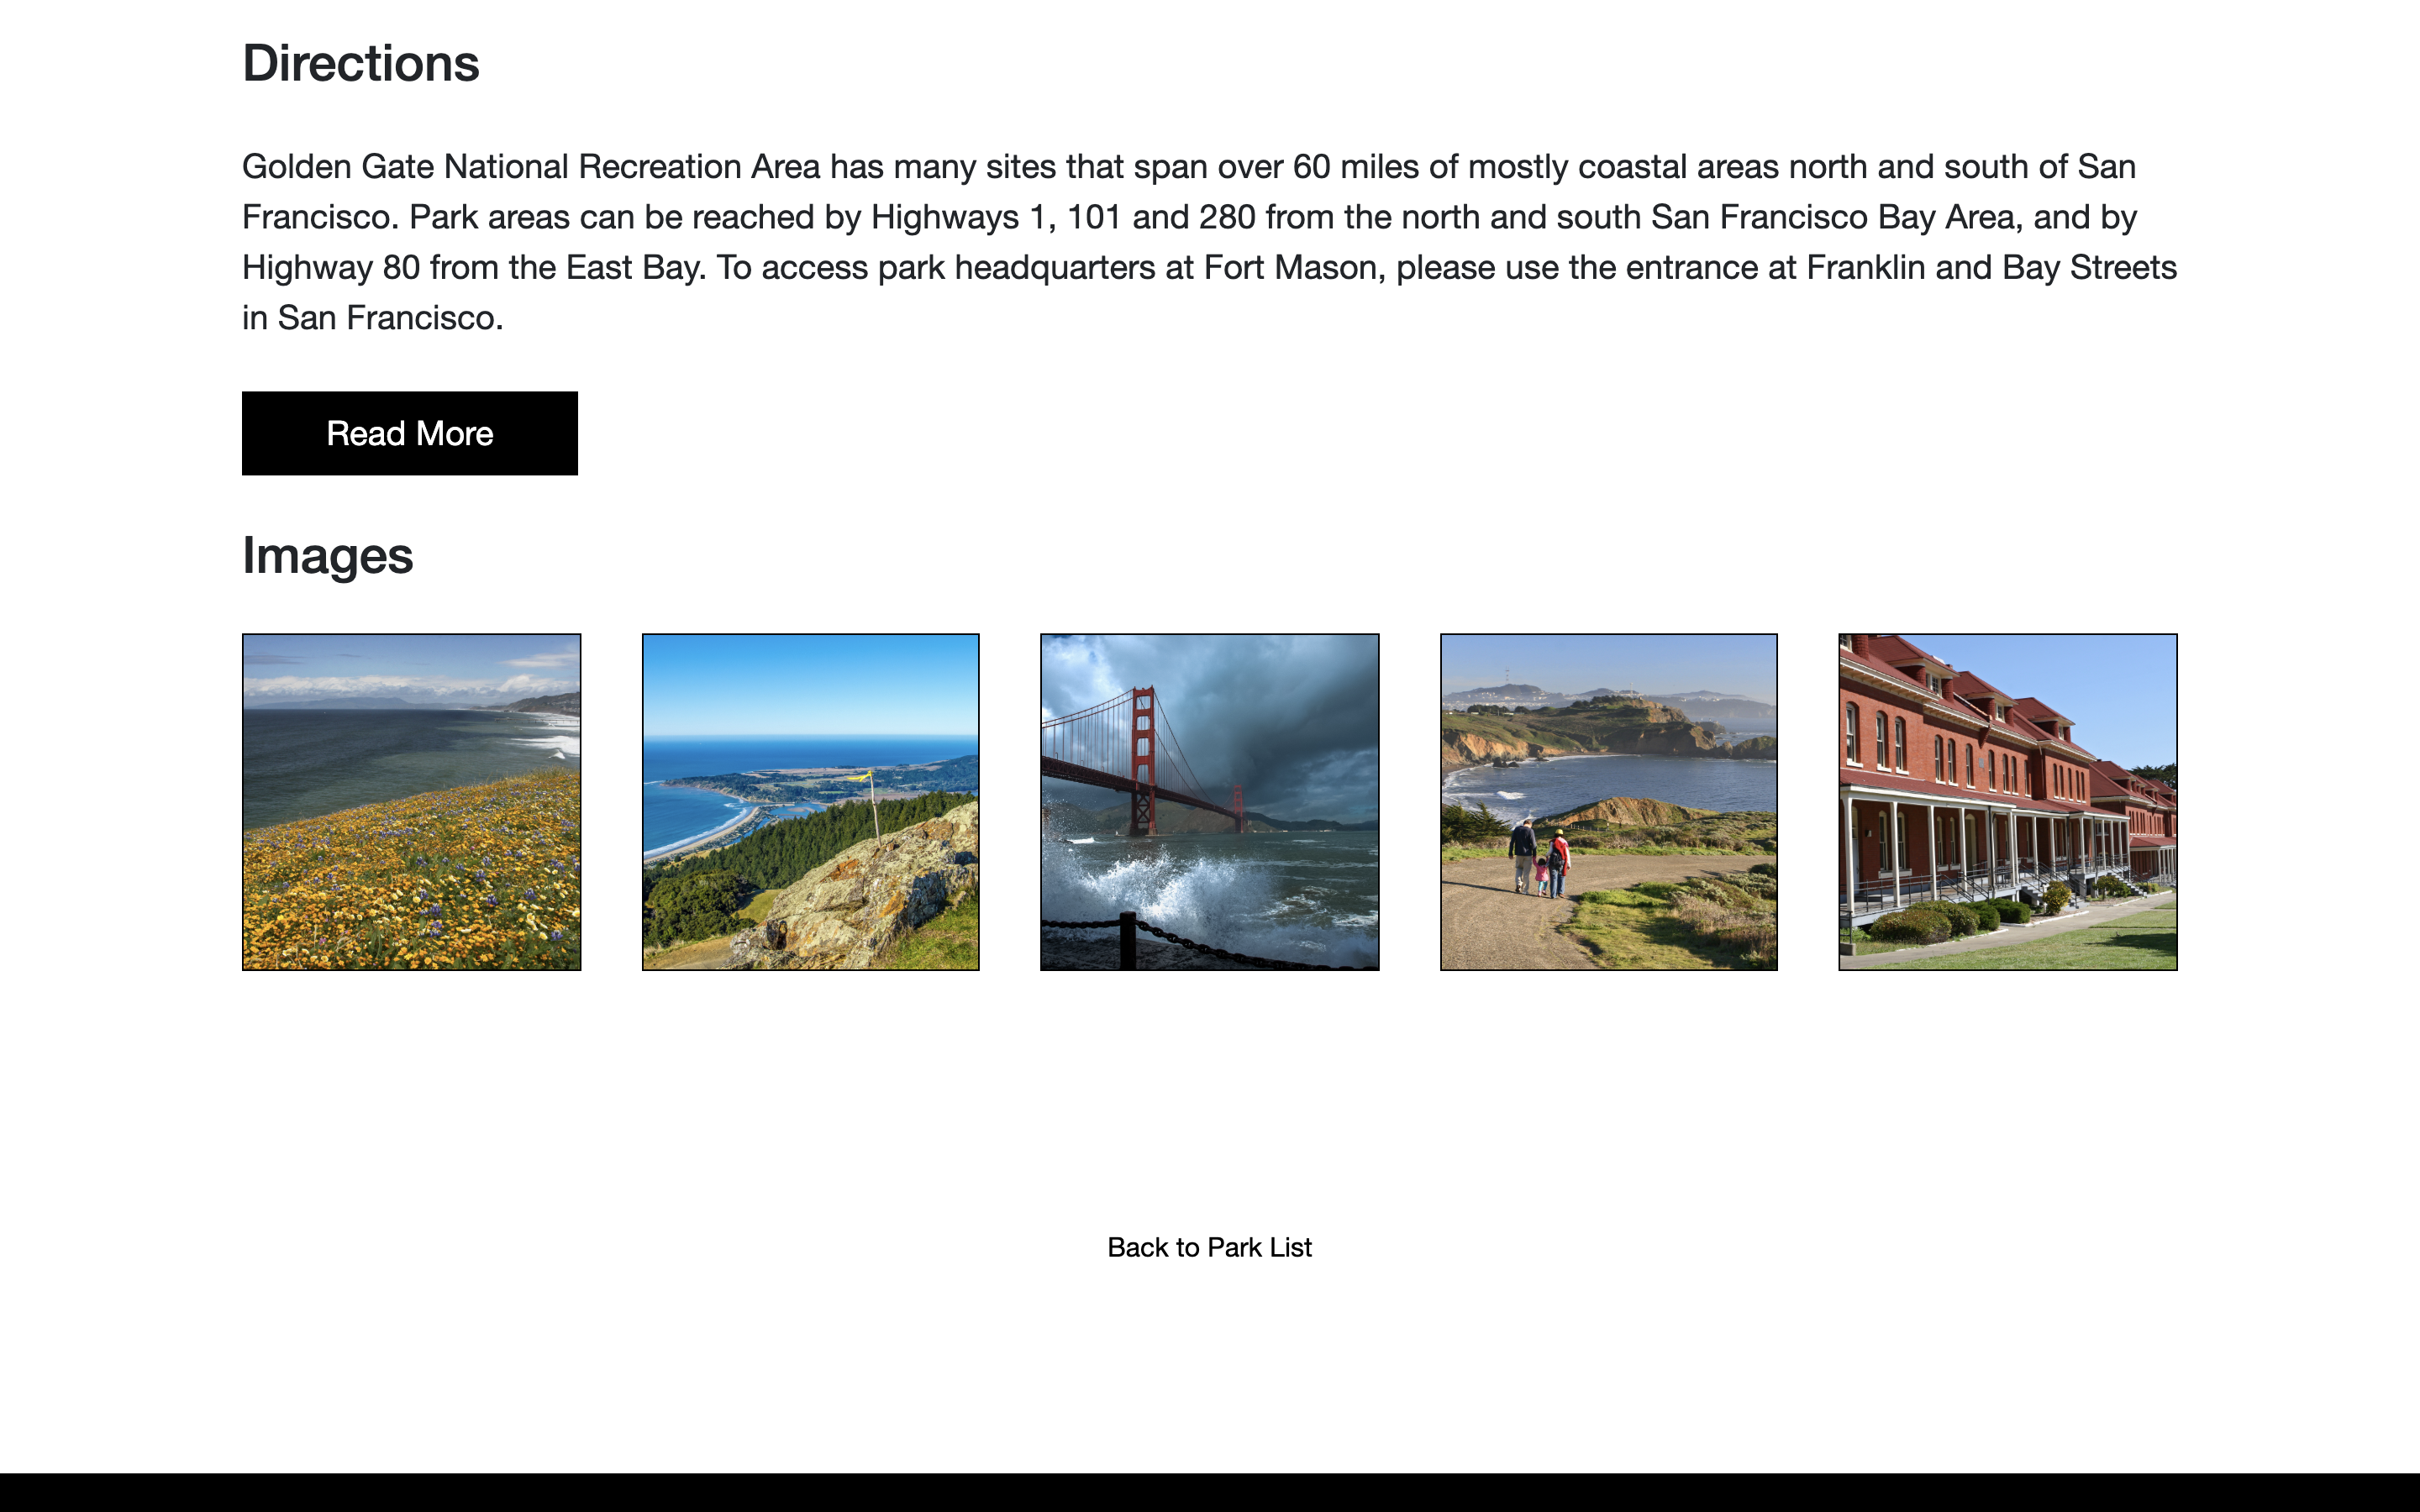 Directions
Golden Gate National Recreation Area has many sites that span over 60 miles of mostly coastal areas north and south of San
Francisco. Park areas can be reached by Highways 1, 101 and 280 from the north and south San Francisco Bay Area, and by
Highway 80 from the East Bay. To access park headquarters at Fort Mason, please use the entrance at Franklin and Bay Streets
in San Francisco.
Read More
Images
Back to Park List